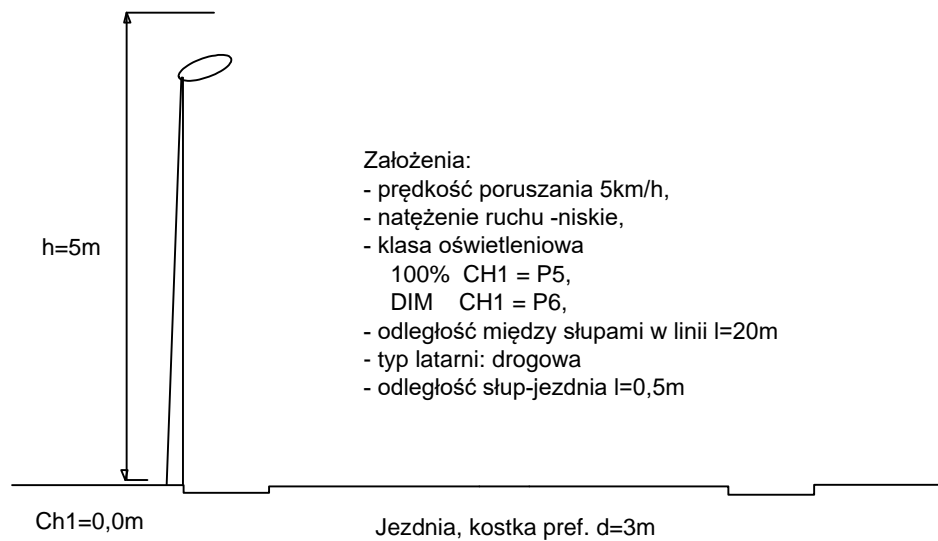 Założenia:
- prędkość poruszania 5km/h,
- natężenie ruchu -niskie,
- klasa oświetleniowa
100% CH1 = P5,
DIM CH1 = P6,
- odległość między słupami w linii l=20m
- typ latarni: drogowa
- odległość słup-jezdnia l=0,5m
h=5m
Ch1=0,0m
Jezdnia, kostka pref. d=3m